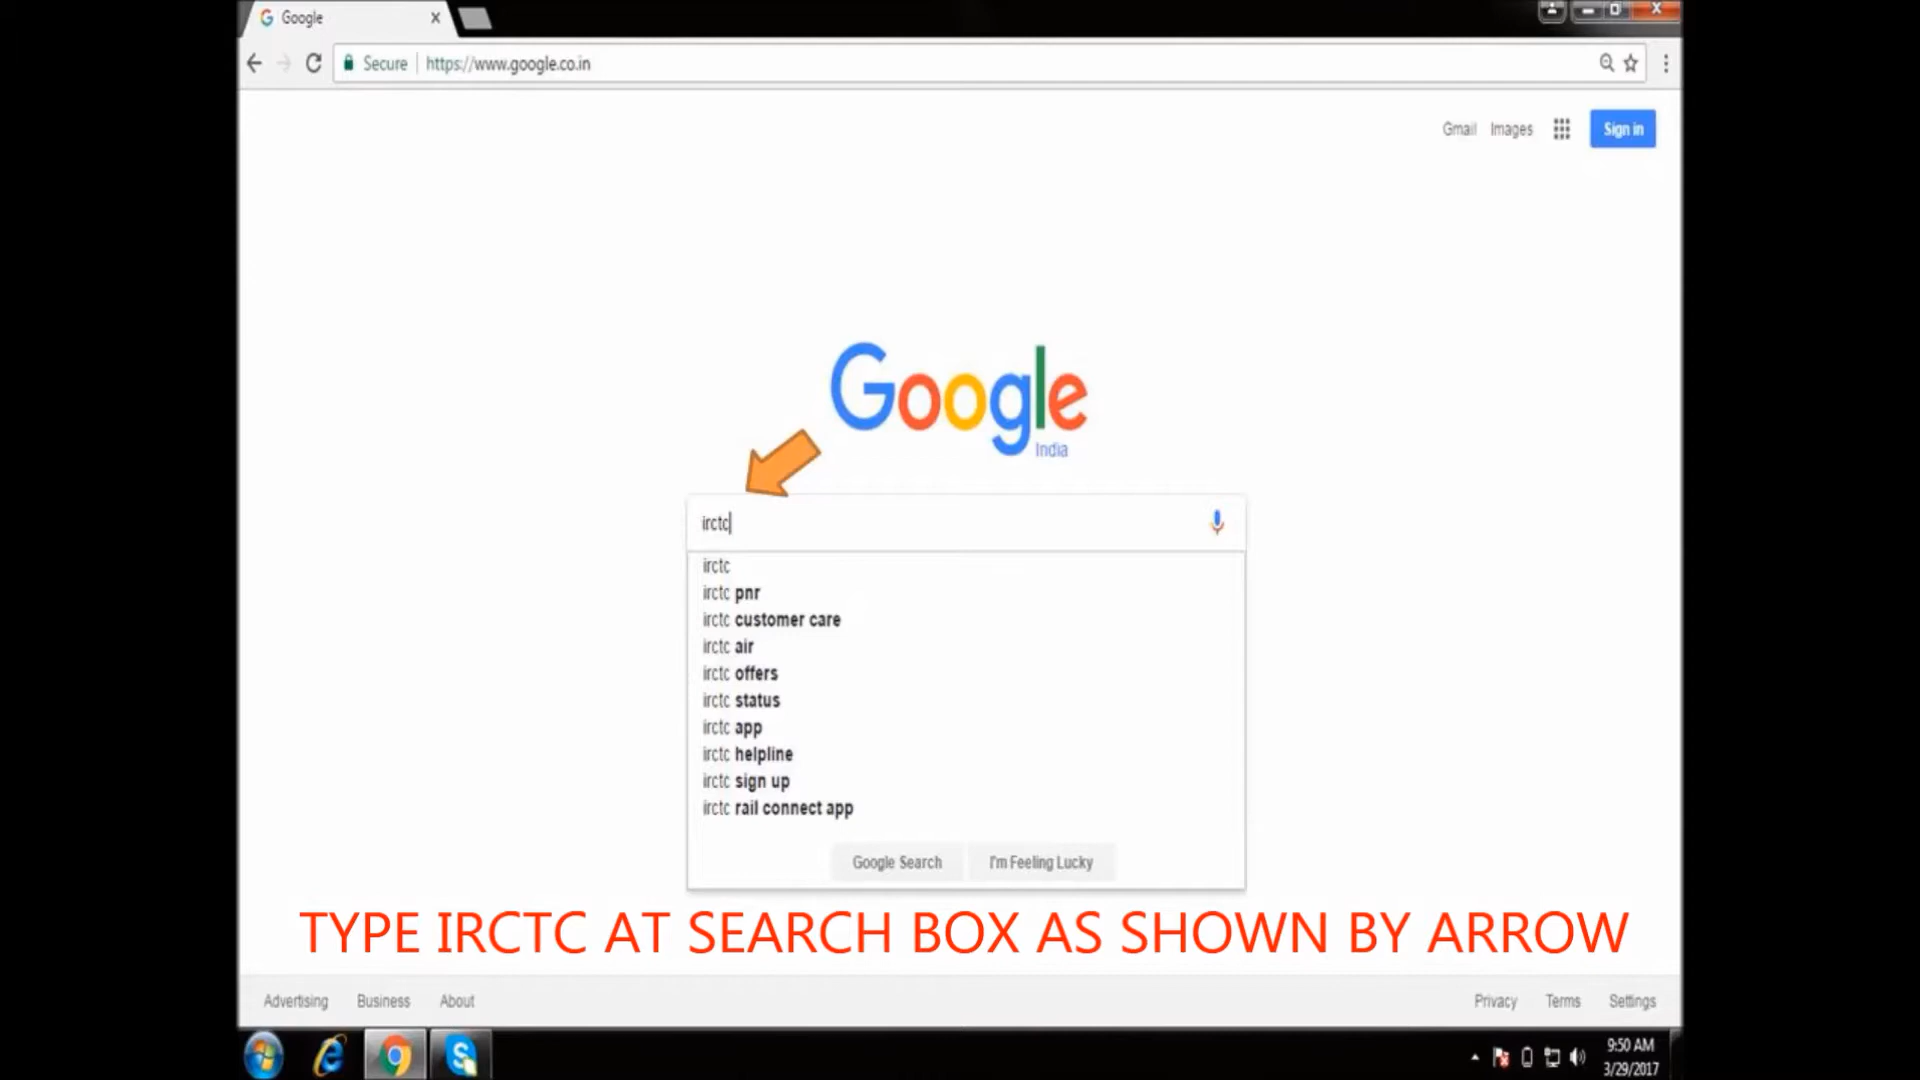 Google
Secure https://www.google.co.in
Gmail Images Sign in
Google
India
irctc
irctc
irctc pnr
irctc customer care
irctc air
irctc offers
irctc status
irctc app
irctc helpline
irctc sign up
irctc rail connect app
Google Search I'm Feeling Lucky
TYPE IRCTC AT SEARCH BOX AS SHOWN BY ARROW
Advertising Business About Privacy Terms Settings
9:50 AM
3/29/2017